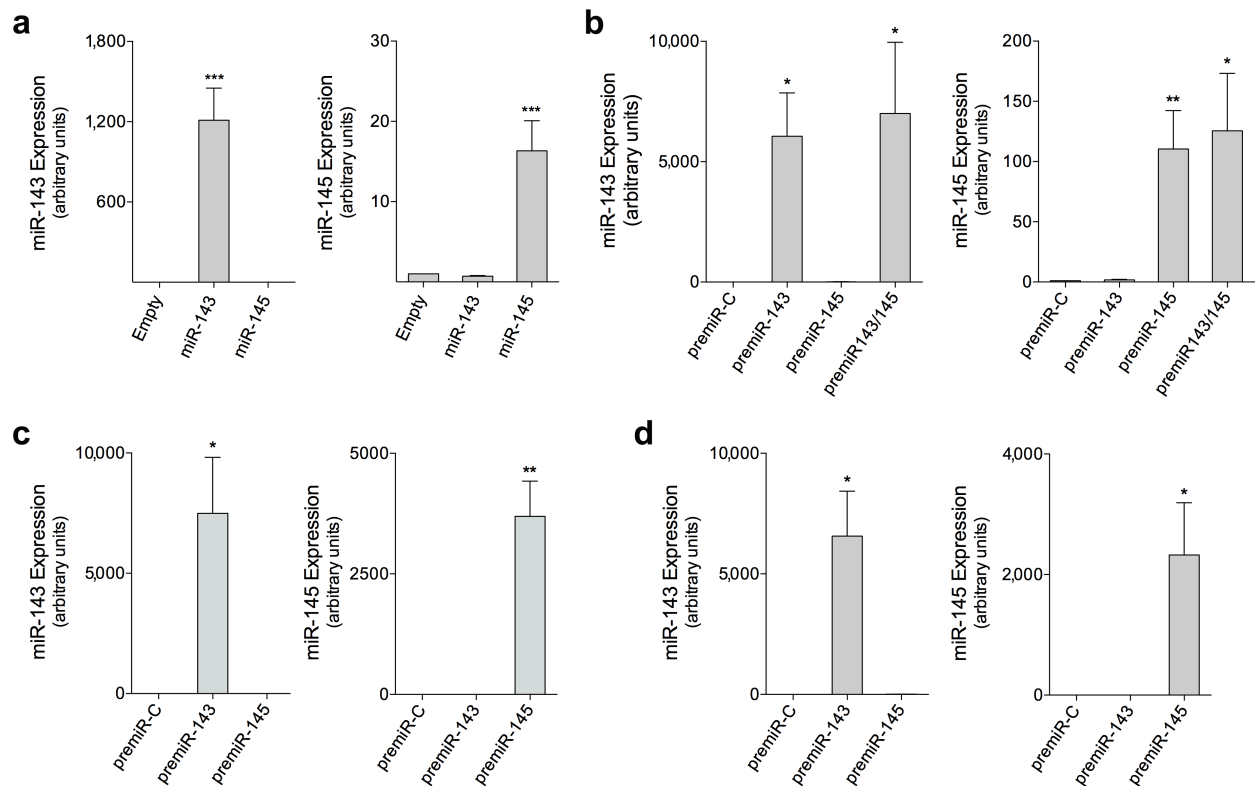 a
miR-143 Expression
(arbitrary units)
1,800
1,200
600
***
Empty
miR-143
miR-145
miR-145 Expression
(arbitrary units)
30
20
10
***
Empty
miR-143
miR-145
b
miR-143 Expression
(arbitrary units)
10,000
5,000
0
*
*
premiR-C
premiR-143
premiR-145
premiR143/145
miR-145 Expression
(arbitrary units)
200
150
100
50
0
**
*
premiR-C
premiR-143
premiR-145
premiR143/145
c
miR-143 Expression
(arbitrary units)
10,000
5,000
0
*
premiR-C
premiR-143
premiR-145
miR-145 Expression
(arbitrary units)
5000
2500
0
**
premiR-C
premiR-143
premiR-145
d
miR-143 Expression
(arbitrary units)
10,000
5,000
0
*
premiR-C
premiR-143
premiR-145
miR-145 Expression
(arbitrary units)
4,000
2,000
0
*
premiR-C
premiR-143
premiR-145